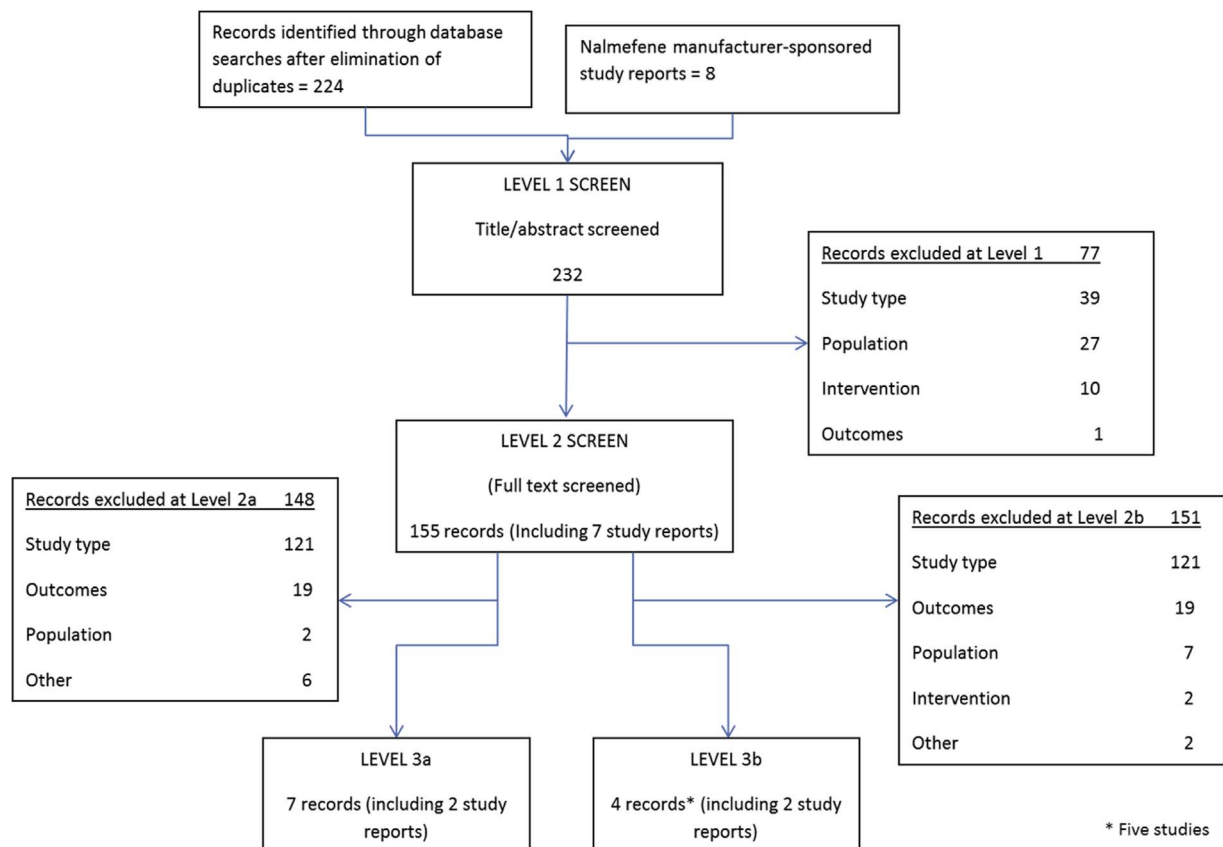 Records identified through database
searches after elimination of
duplicates = 224
Nalmefene manufacturer-sponsored
study reports = 8
LEVEL 1 SCREEN
Title/abstract screened
232
Records excluded at Level 1 77
Study type 39
Population 27
Intervention 10
Outcomes 1
LEVEL 2 SCREEN
(Full text screened)
155 records (Including 7 study reports)
Records excluded at Level 2a 148
Study type 121
Outcomes 19
Population 2
Other 6
Records excluded at Level 2b 151
Study type 121
Outcomes 19
Population 7
Intervention 2
Other 2
LEVEL 3a
7 records (including 2 study
reports)
LEVEL 3b
4 records* (including 2 study
reports)
* Five studies